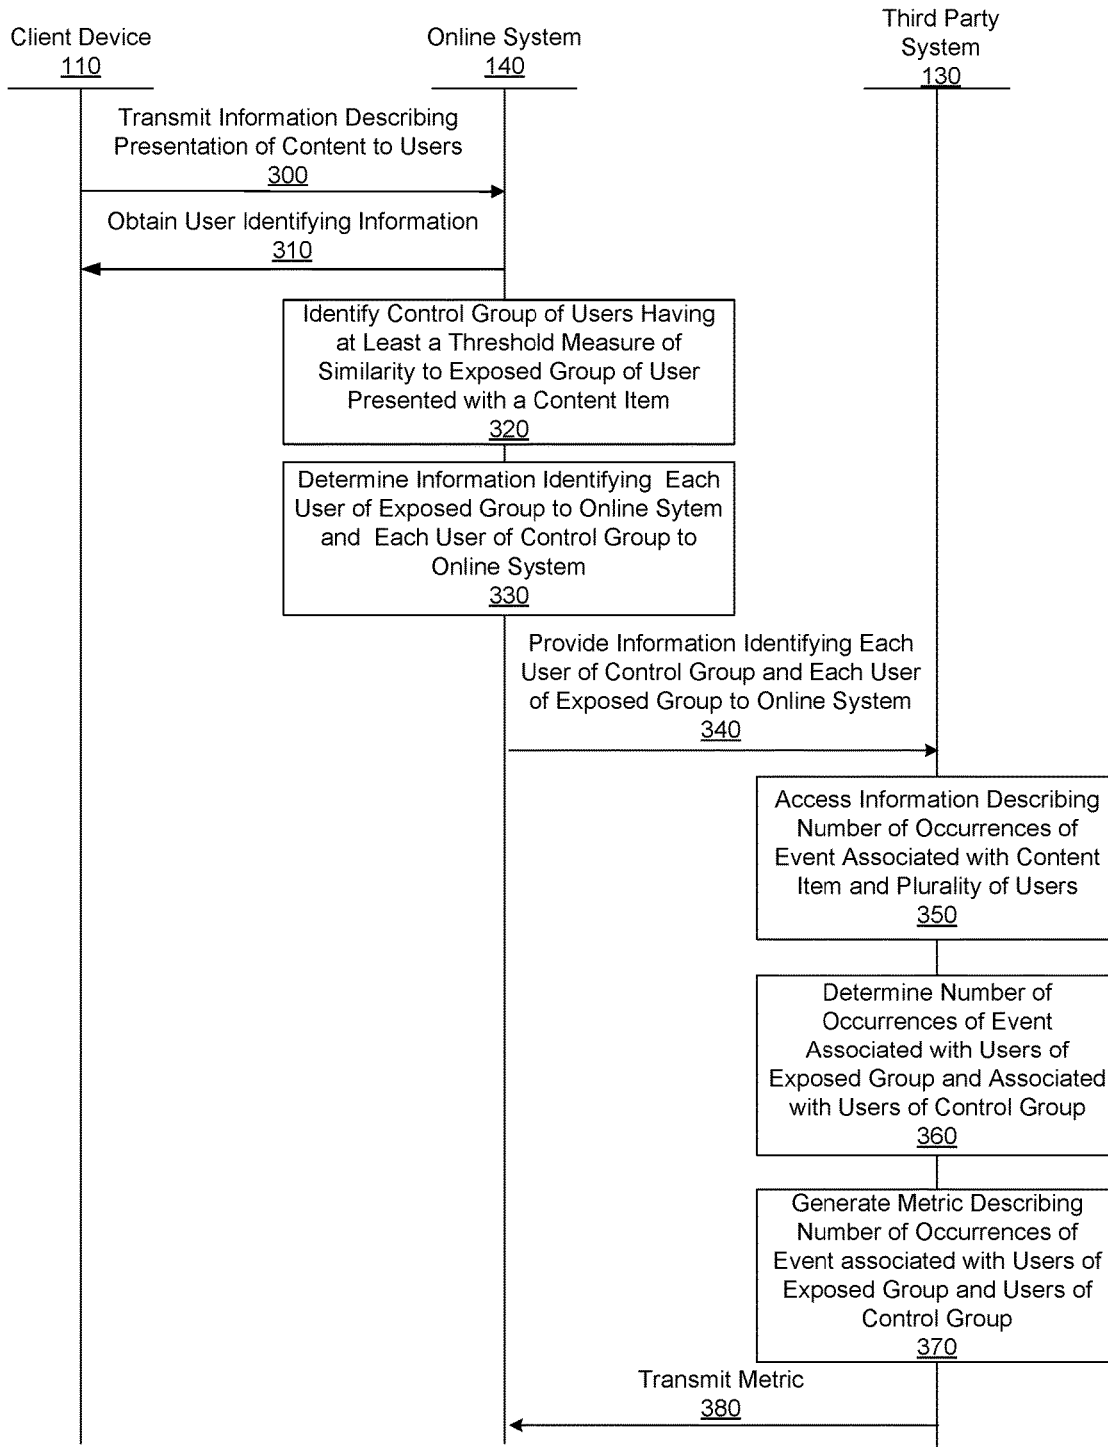 Client Device
110
Online System
140
Third Party
System
130
Transmit Information Describing
Presentation of Content to Users
300
Obtain User Identifying Information
310
Identify Control Group of Users Having
at Least a Threshold Measure of
Similarity to Exposed Group of User
Presented with a Content Item
320
Determine Information Identifying Each
User of Exposed Group to Online Sytem
and Each User of Control Group to
Online System
330
Provide Information Identifying Each
User of Control Group and Each User
of Exposed Group to Online System
340
Access Information Describing
Number of Occurrences of
Event Associated with Content
Item and Plurality of Users
350
Determine Number of
Occurrences of Event
Associated with Users of
Exposed Group and Associated
with Users of Control Group
360
Generate Metric Describing
Number of Occurrences of
Event associated with Users of
Exposed Group and Users of
Control Group
370
Transmit Metric
380